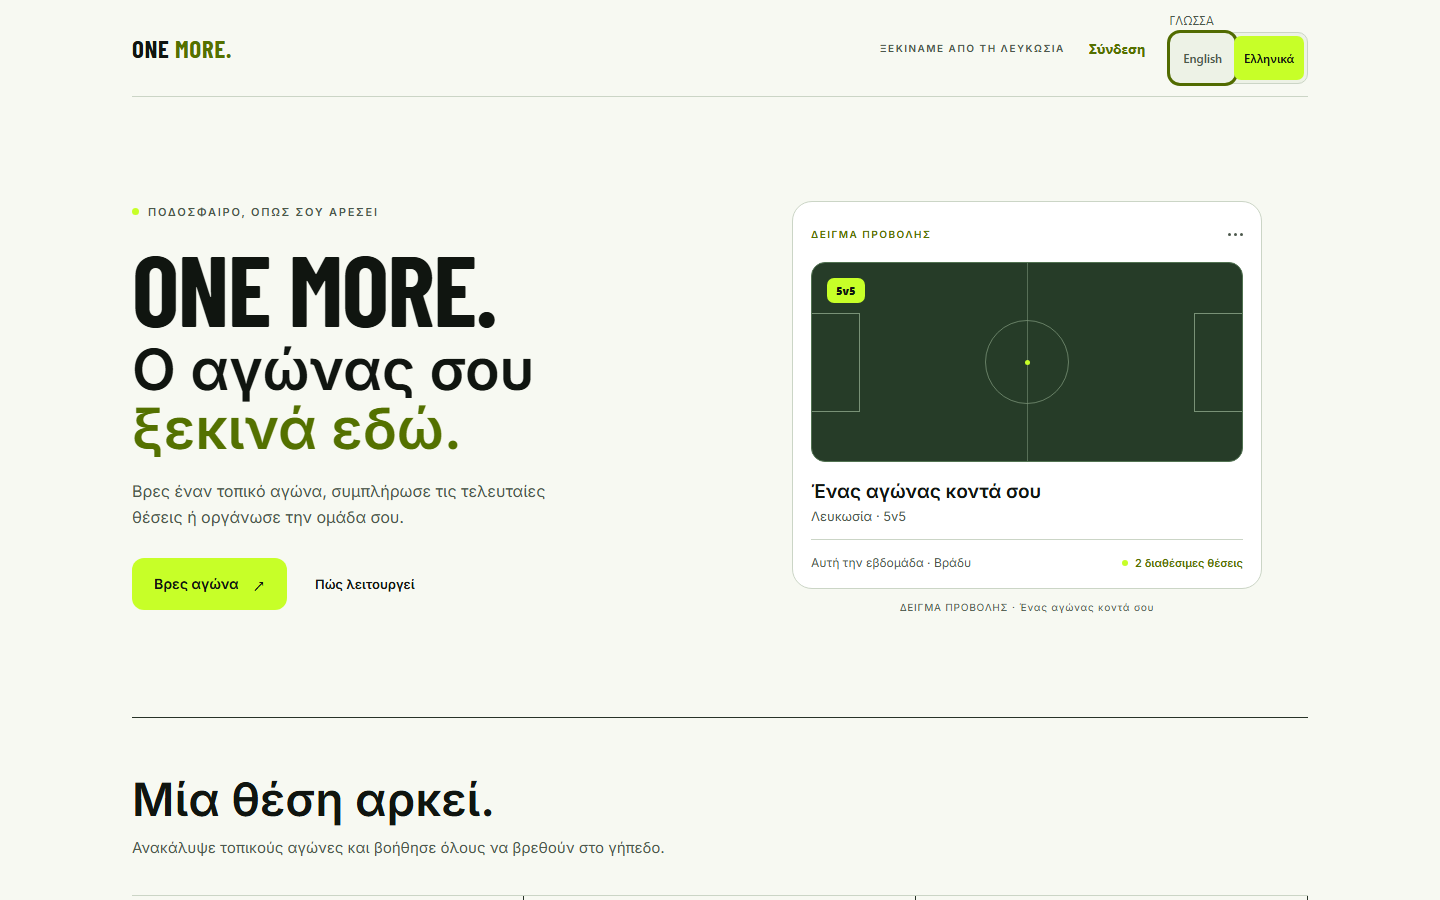 ONE MORE.
ΞΕΚΙΝΑΜΕ ΑΠΟ ΤΗ ΛΕΥΚΩΣΙΑ
Σύνδεση
ΓΛΩΣΣΑ
English
Ελληνικά
ΠΟΔΟΣΦΑΙΡΟ, ΟΠΩΣ ΣΟΥ ΑΡΕΣΕΙ
ONE MORE.
Ο αγώνας σου
ξεκινά εδώ.
Βρες έναν τοπικό αγώνα, συμπλήρωσε τις τελευταίες
θέσεις ή οργάνωσε την ομάδα σου.
Βρες αγώνα ↗
Πώς λειτουργεί
ΔΕΙΓΜΑ ΠΡΟΒΟΛΗΣ
5v5
Ένας αγώνας κοντά σου
Λευκωσία · 5v5
Αυτή την εβδομάδα · Βράδυ
2 διαθέσιμες θέσεις
ΔΕΙΓΜΑ ΠΡΟΒΟΛΗΣ · Ένας αγώνας κοντά σου
Μία θέση αρκεί.
Ανακάλυψε τοπικούς αγώνες και βοήθησε όλους να βρεθούν στο γήπεδο.